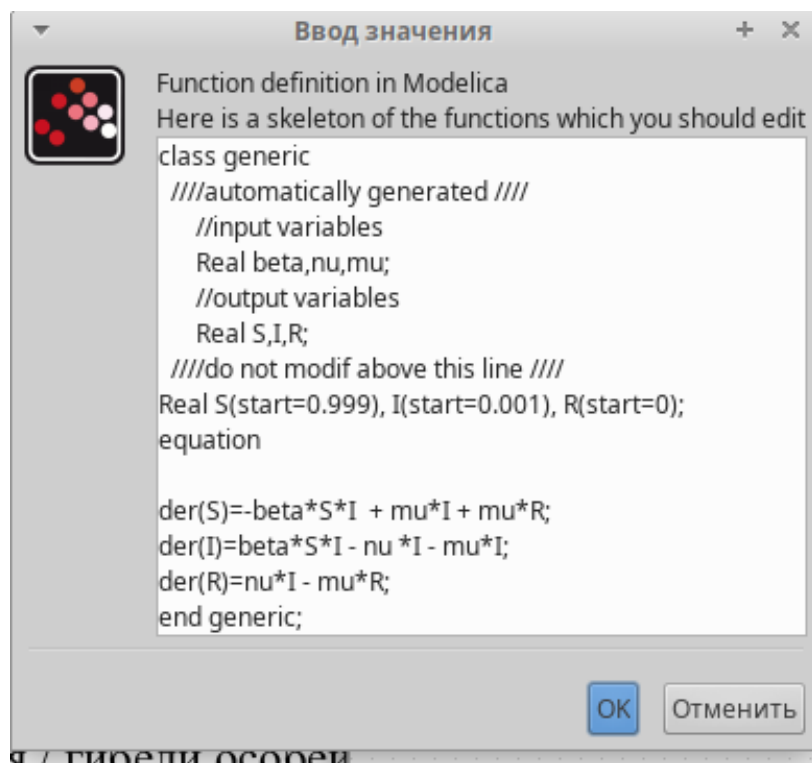 Ввод значения
Function definition in Modelica
Here is a skeleton of the functions which you should edit
class generic
////automatically generated ////
//input variables
Real beta,nu,mu;
//output variables
Real S,I,R;
////do not modif above this line ////
Real S(start=0.999), I(start=0.001), R(start=0);
equation
der(S)=-beta*S*I  + mu*I + mu*R;
der(I)=beta*S*I - nu *I - mu*I;
der(R)=nu*I - mu*R;
end generic;
OK Отменить